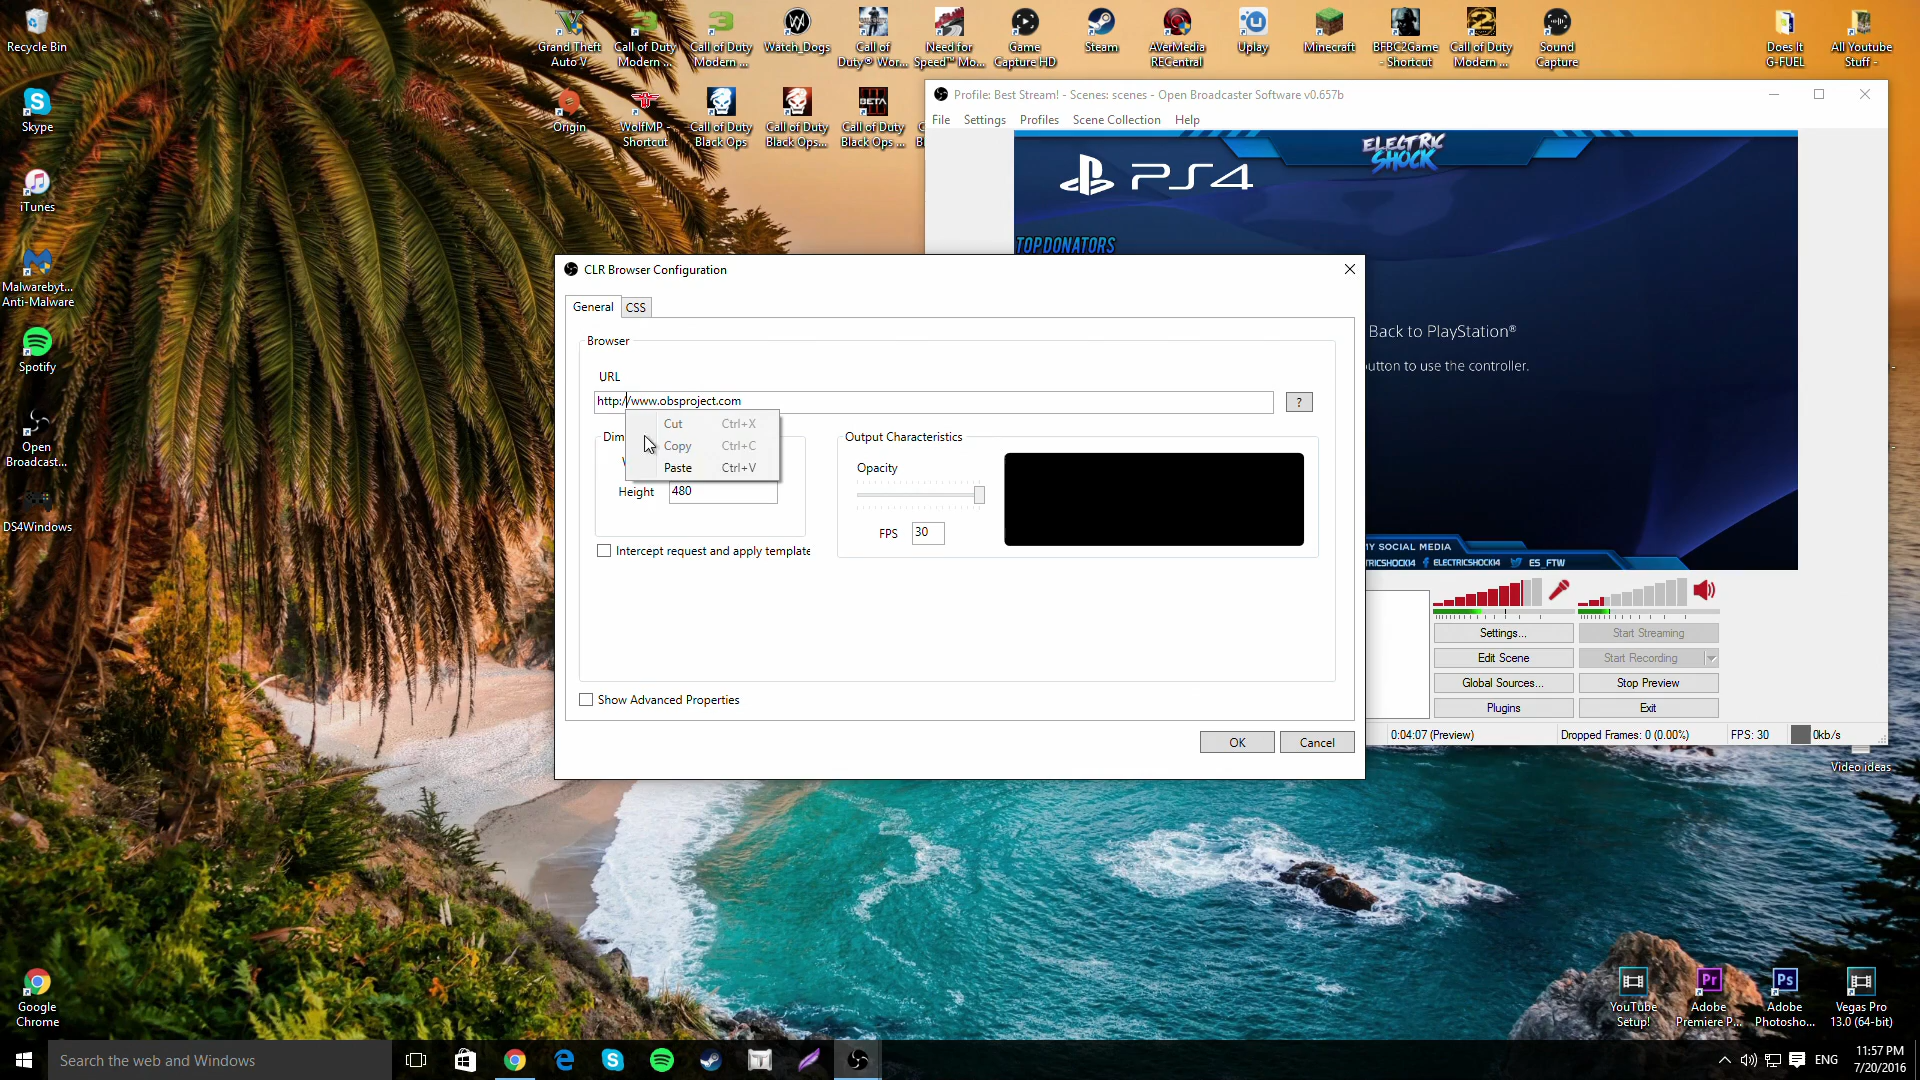 Recycle Bin
Grand Theft
Auto V
Call of Duty
Modern ...
Call of Duty
Modern ...
Watch_Dogs
Call of
Duty® Wor...
Need for
Speed™ Mo...
Game
Capture HD
Steam
AVerMedia
RECentral
Uplay
Minecraft
BFBC2Game
- Shortcut
Call of Duty
Modern ...
Sound
Capture
Does It
G-FUEL
All Youtube
Stuff -
Skype
Origin
WolfMP -
Shortcut
Call of Duty
Black Ops
Call of Duty
Black Ops...
BETA
Call of Duty
Black Ops ...
iTunes
Malwarebyt...
Anti-Malware
Spotify
Open
Broadcast...
DS4Windows
Profile: Best Stream! - Scenes: scenes - Open Broadcaster Software v0.657b
File Settings Profiles Scene Collection Help
ELECTRIC
SHOCK
PS4
TOP DONATORS
Back to PlayStation®
utton to use the controller.
MY SOCIAL MEDIA
ELECTRICSHOCK14 ES_FTW
Settings... Start Streaming
Edit Scene Start Recording
Global Sources... Stop Preview
Plugins Exit
0:04:07 (Preview) Dropped Frames: 0 (0.00%) FPS: 30 0kb/s
CLR Browser Configuration
General CSS
Browser
URL
http://www.obsproject.com
?
Cut Ctrl+X
Copy Ctrl+C
Paste Ctrl+V
Dim
Height 480
Output Characteristics
Opacity
FPS 30
Intercept request and apply template
Show Advanced Properties
OK Cancel
Video ideas
Google
Chrome
YouTube
Setup!
Pr
Adobe
Premiere P...
Ps
Adobe
Photosho...
Vegas Pro
13.0 (64-bit)
Search the web and Windows
ENG
11:57 PM
7/20/2016